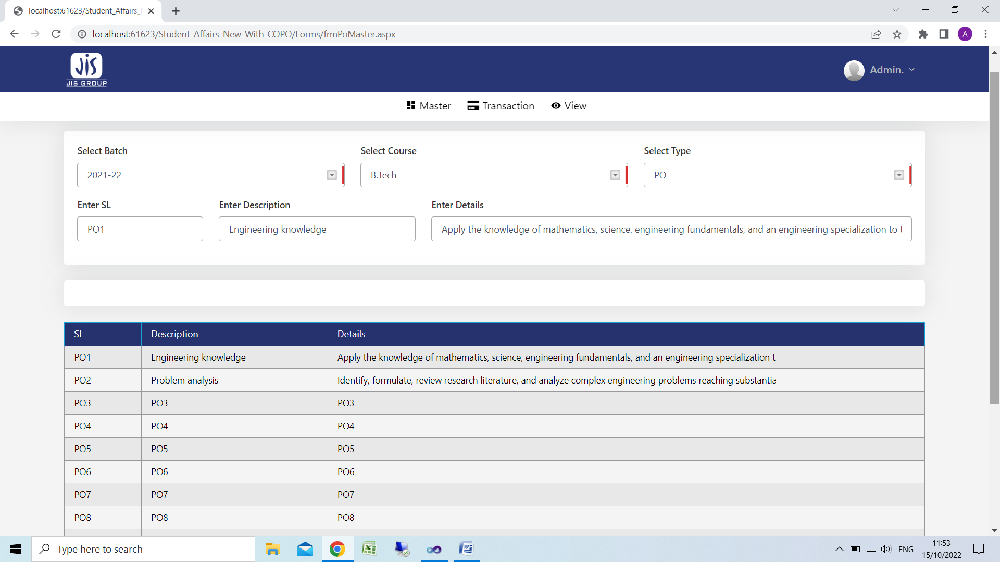 localhost:61623/Student_Affairs_
localhost:61623/Student_Affairs_New_With_COPO/Forms/frmPoMaster.aspx
A
JIS
JIS GROUP
Admin.
Master Transaction View
Select Batch Select Course Select Type
2021-22 B.Tech PO
Enter SL Enter Description Enter Details
PO1 Engineering knowledge Apply the knowledge of mathematics, science, engineering fundamentals, and an engineering specialization to
SL Description Details
PO1 Engineering knowledge Apply the knowledge of mathematics, science, engineering fundamentals, and an engineering specialization t
PO2 Problem analysis Identify, formulate, review research literature, and analyze complex engineering problems reaching substantia
PO3 PO3 PO3
PO4 PO4 PO4
PO5 PO5 PO5
PO6 PO6 PO6
PO7 PO7 PO7
PO8 PO8 PO8
Type here to search
ENG
11:53
15/10/2022